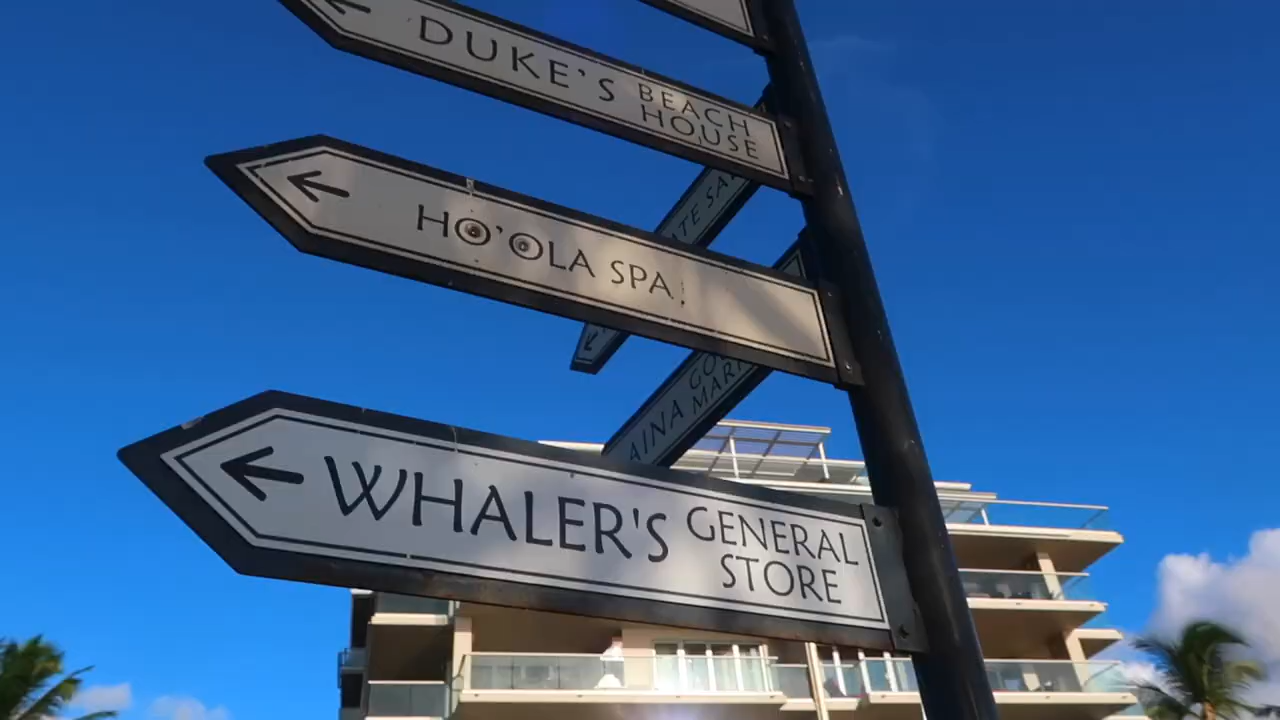 DUKE'S BEACH
HOUSE
HO'OLA SPA
WHALER'S GENERAL
STORE